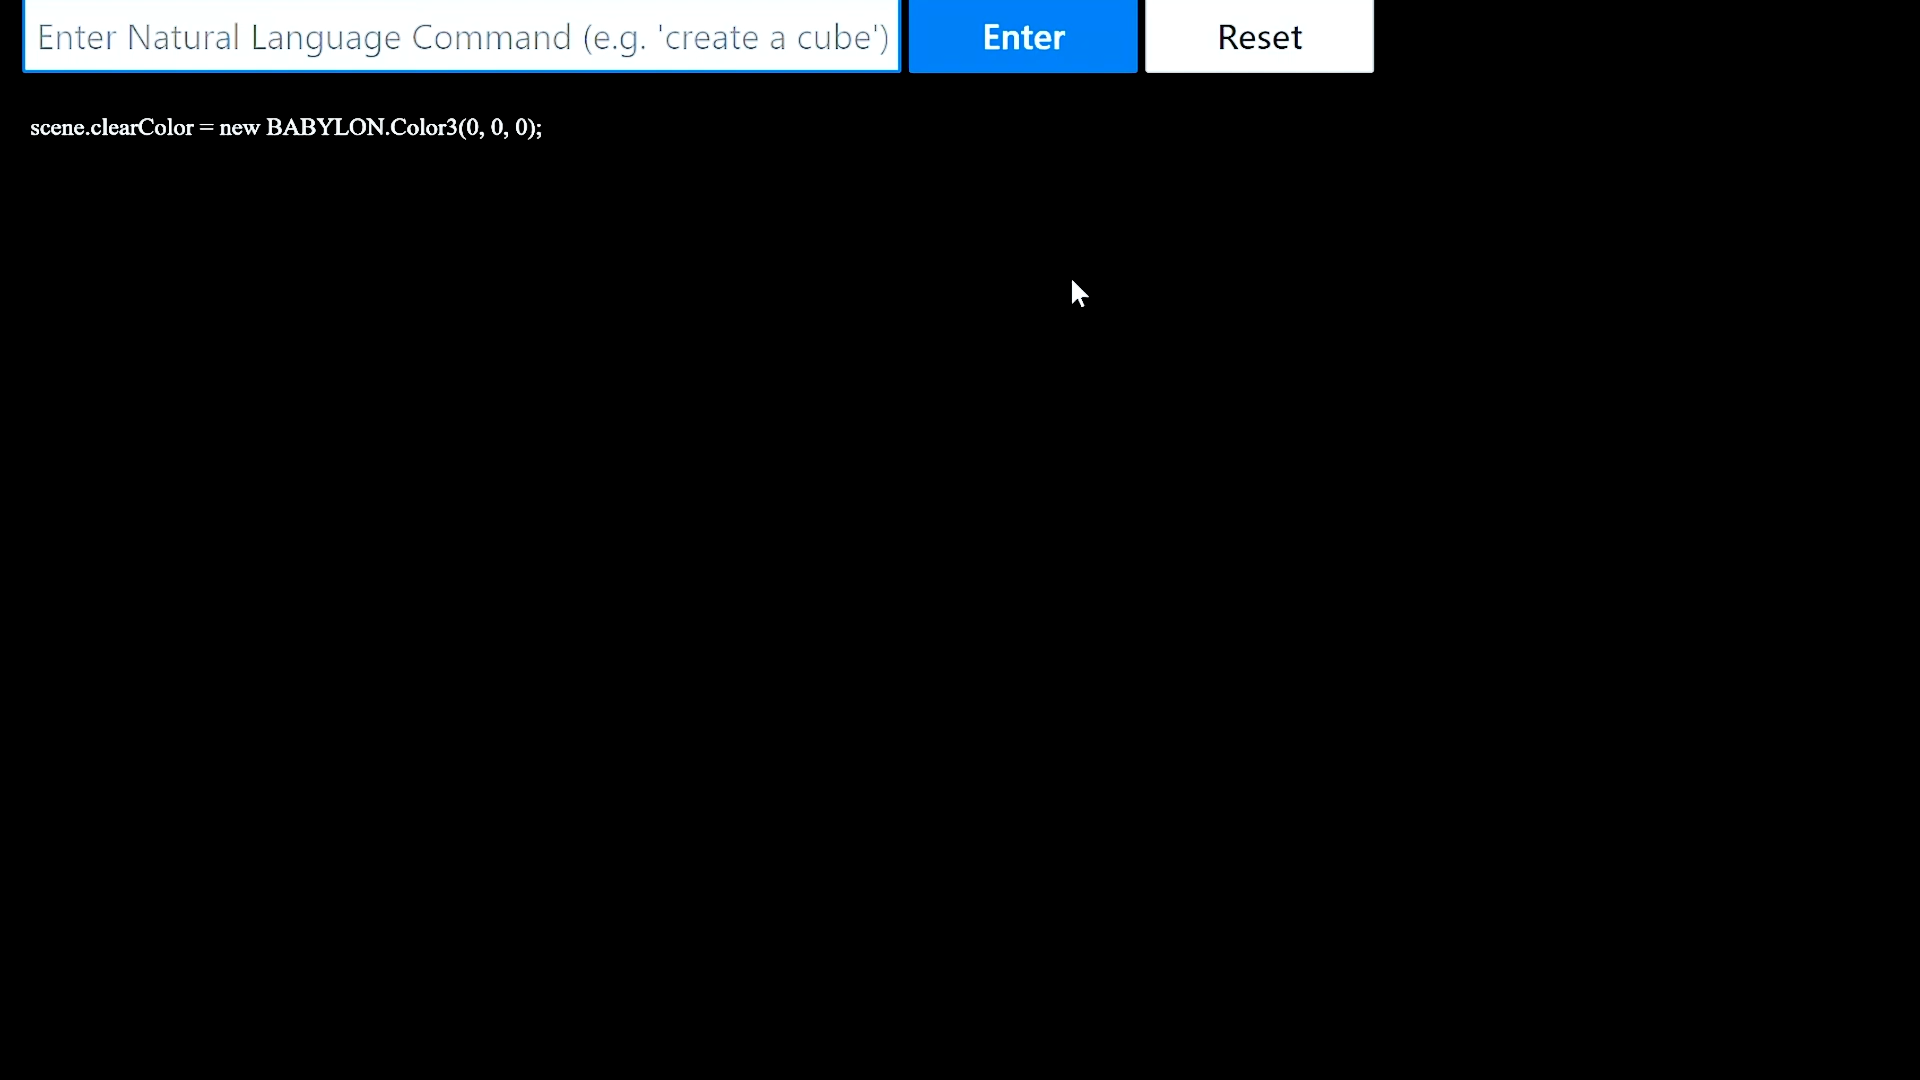 Enter Natural Language Command (e.g. 'create a cube')
Enter
Reset
scene.clearColor = new BABYLON.Color3(0, 0, 0);